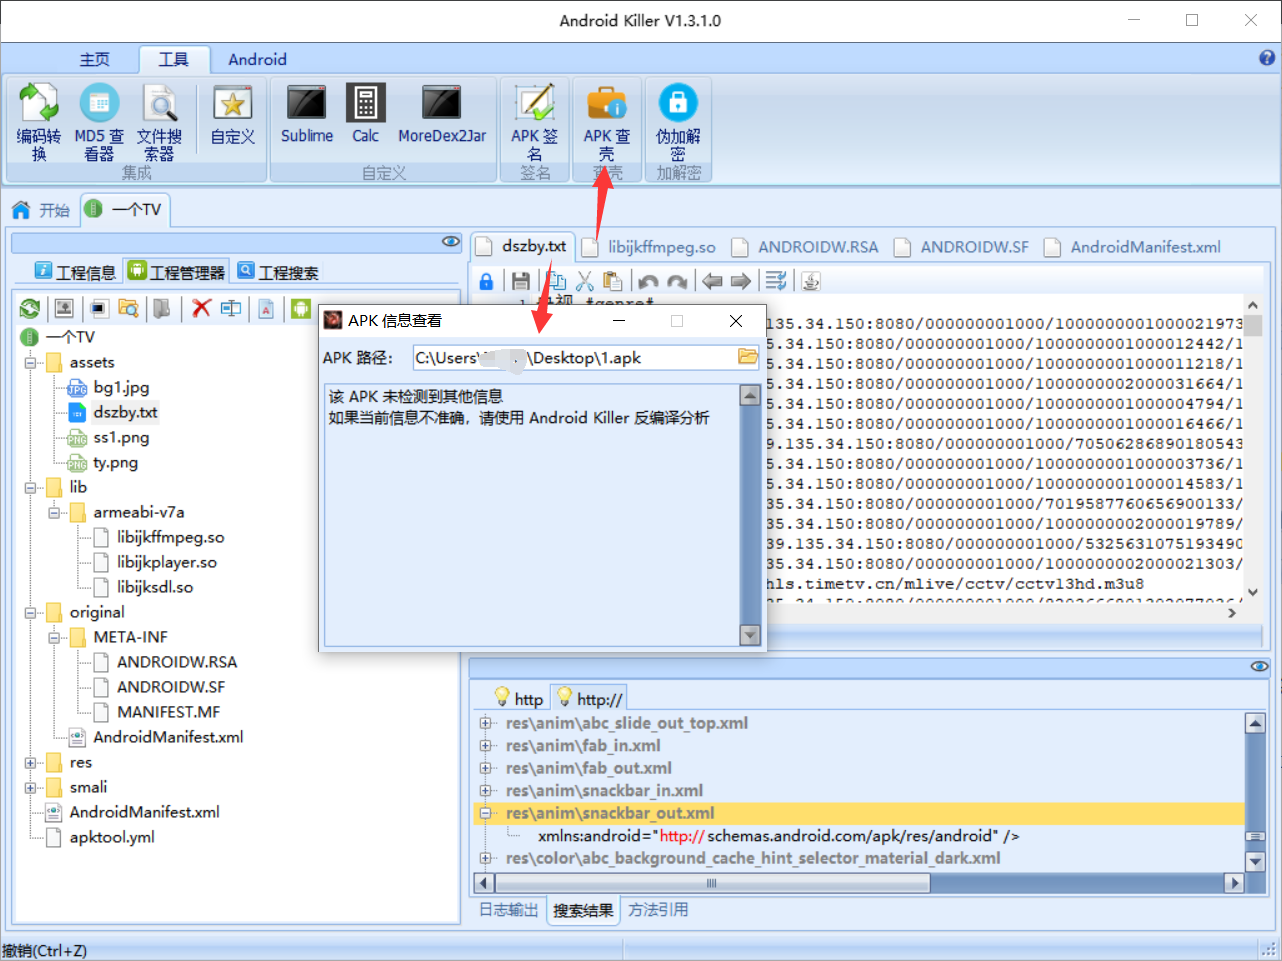 Android Killer V1.3.1.0
主页 工具 Android
编码转换 MD5 查看器 文件搜索器 自定义 Sublime Calc MoreDex2Jar APK 签名 APK 查壳 伪加解密
集成 自定义 签名 查壳 加解密
开始 一个TV
dszby.txt libijkffmpeg.so ANDROIDW.RSA ANDROIDW.SF AndroidManifest.xml
工程信息 工程管理器 工程搜索
一个TV
assets
bg1.jpg
dszby.txt
ss1.png
ty.png
lib
armeabi-v7a
libijkffmpeg.so
libijkplayer.so
libijksdl.so
original
META-INF
ANDROIDW.RSA
ANDROIDW.SF
MANIFEST.MF
AndroidManifest.xml
res
smali
AndroidManifest.xml
apktool.yml
APK 信息查看
APK 路径： C:\Users\ \Desktop\1.apk
该 APK 未检测到其他信息
如果当前信息不准确，请使用 Android Killer 反编译分析
135.34.150:8080/000000001000/1000000001000021973
5.34.150:8080/000000001000/1000000001000012442/1
5.34.150:8080/000000001000/1000000001000011218/1
5.34.150:8080/000000001000/1000000002000031664/1
5.34.150:8080/000000001000/1000000001000004794/1
5.34.150:8080/000000001000/1000000001000016466/1
9.135.34.150:8080/000000001000/70506286890180543
5.34.150:8080/000000001000/1000000001000003736/1
5.34.150:8080/000000001000/1000000001000014583/1
35.34.150:8080/000000001000/7019587760656900133/
35.34.150:8080/000000001000/1000000002000019789/
39.135.34.150:8080/000000001000/5325631075193490
35.34.150:8080/000000001000/1000000002000021303/
hls.timetv.cn/mlive/cctv/cctv13hd.m3u8
http http://
res\anim\abc_slide_out_top.xml
res\anim\fab_in.xml
res\anim\fab_out.xml
res\anim\snackbar_in.xml
res\anim\snackbar_out.xml
xmlns:android="http://schemas.android.com/apk/res/android" />
res\color\abc_background_cache_hint_selector_material_dark.xml
日志输出 搜索结果 方法引用
撤销(Ctrl+Z)